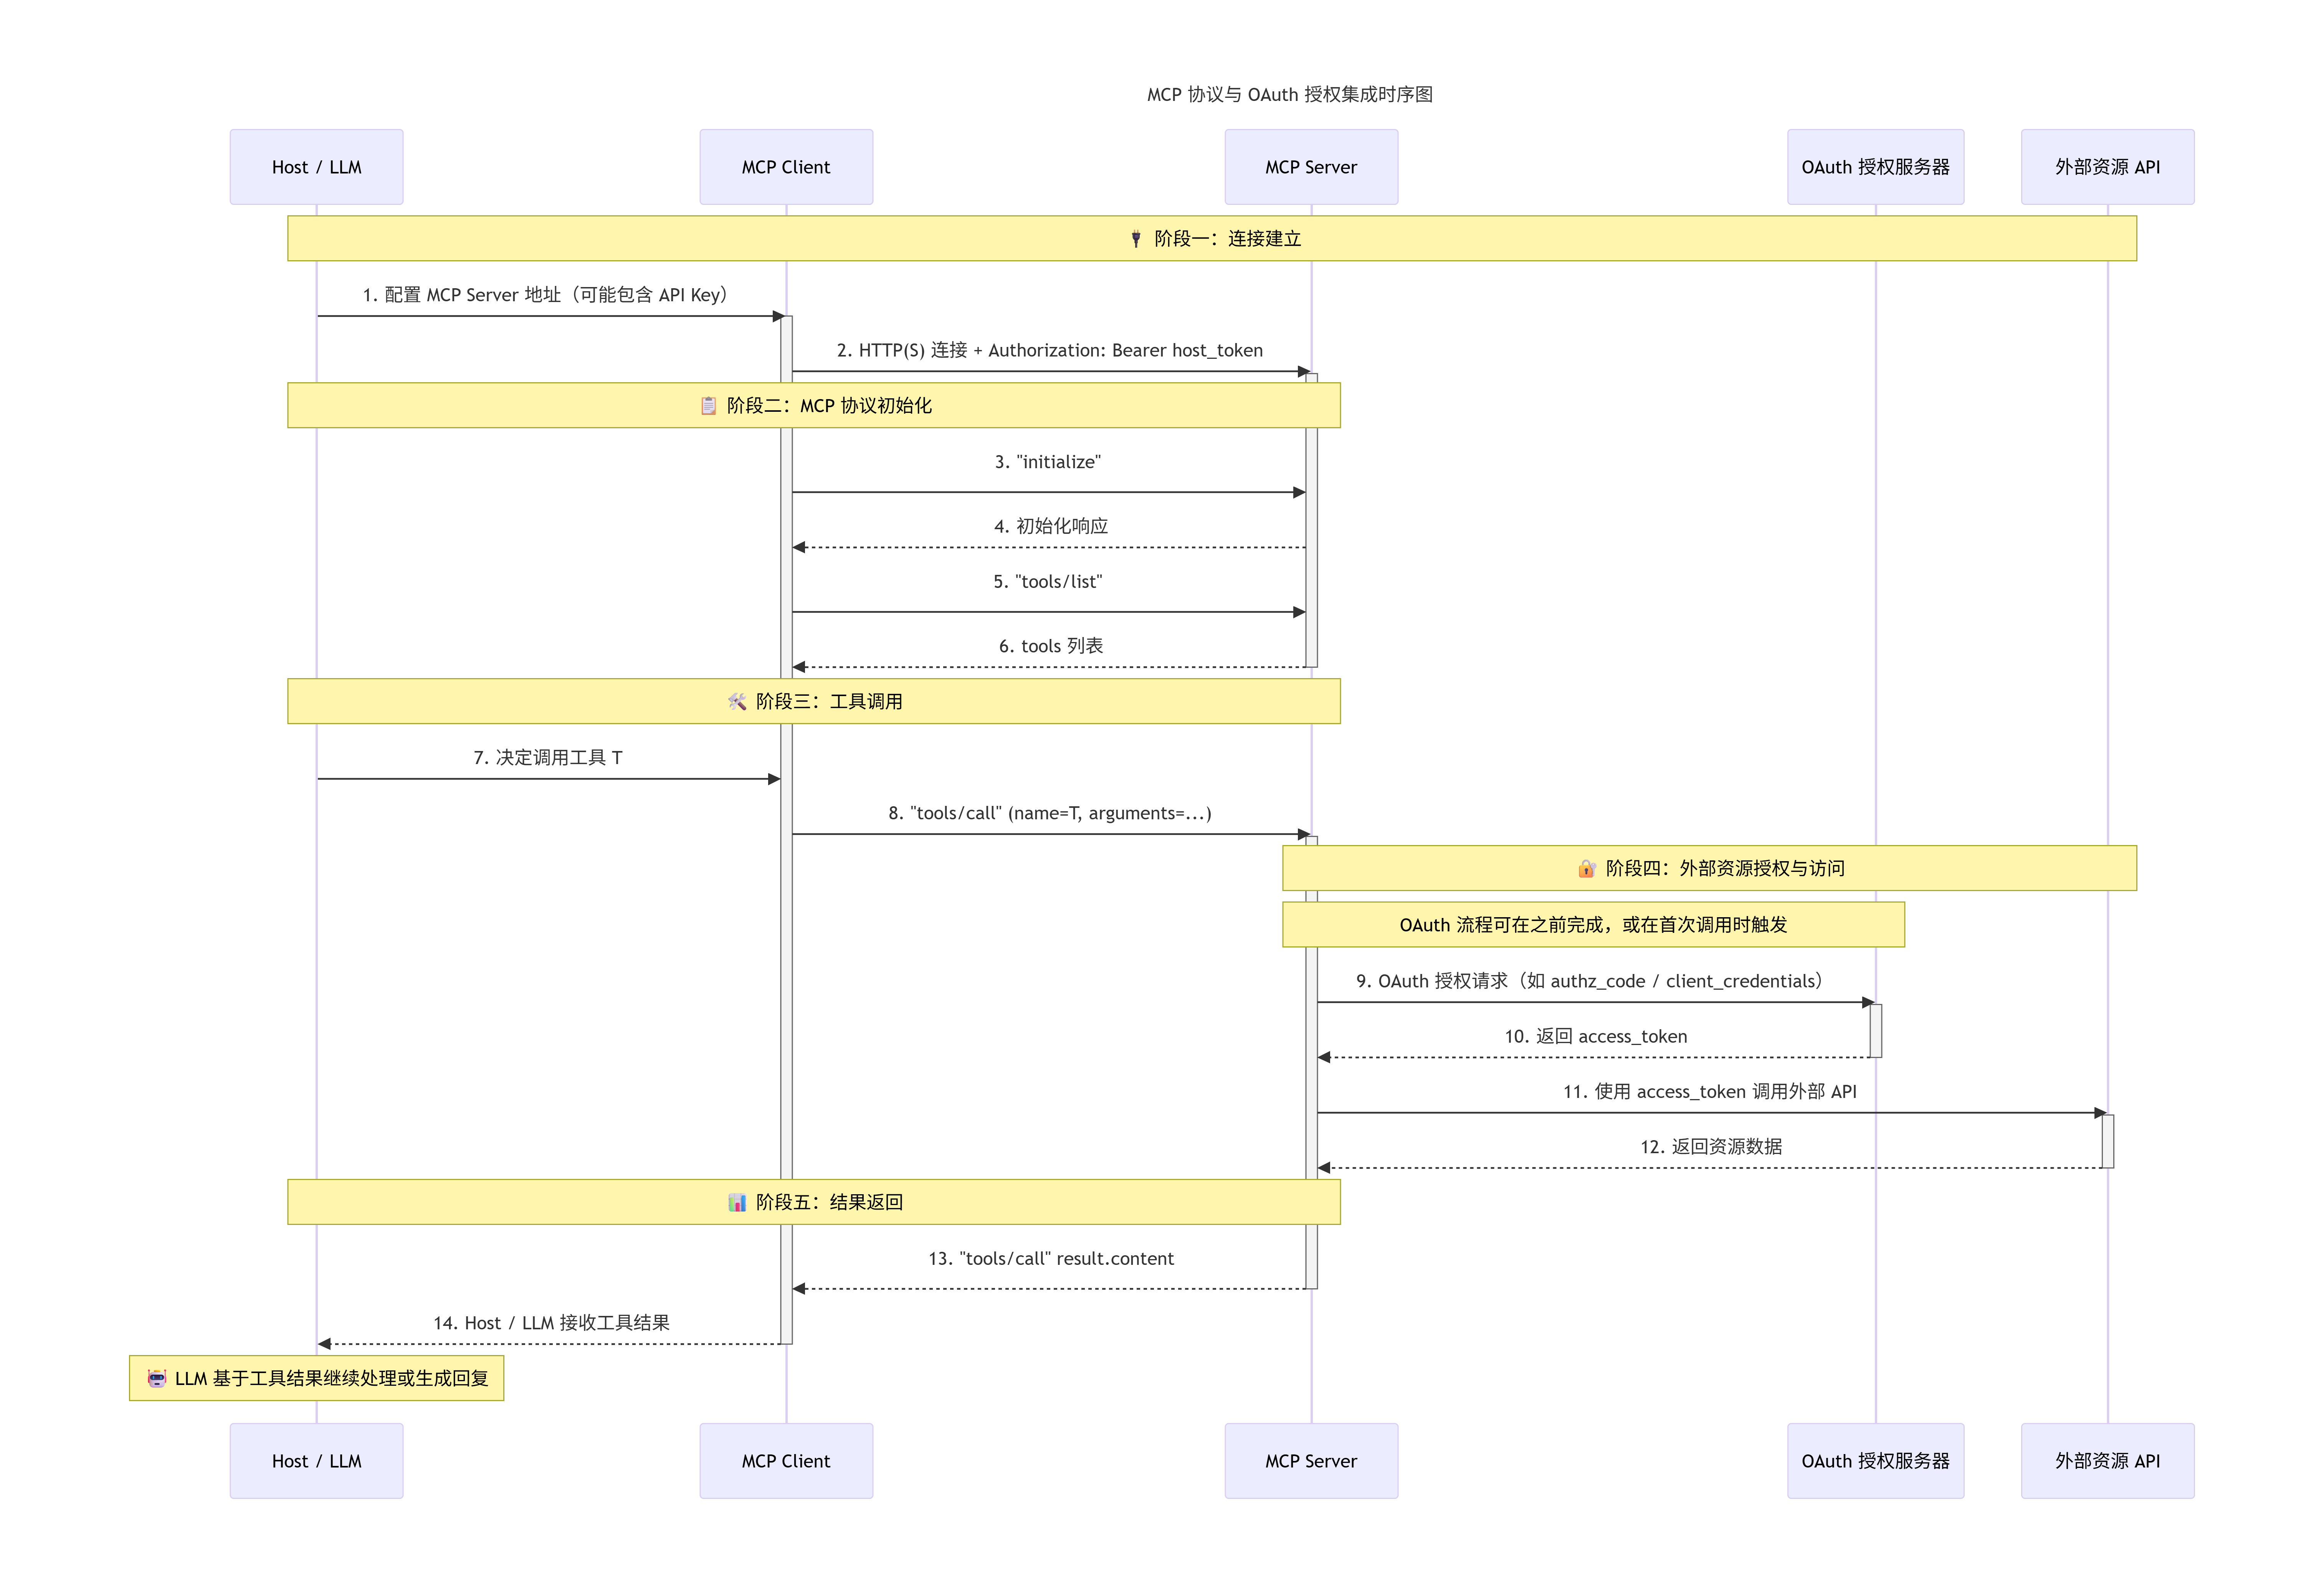 MCP 协议与 OAuth 授权集成时序图
Host / LLM
MCP Client
MCP Server
OAuth 授权服务器
外部资源 API
阶段一：连接建立
1. 配置 MCP Server 地址（可能包含 API Key）
2. HTTP(S) 连接 + Authorization: Bearer host_token
阶段二：MCP 协议初始化
3. "initialize"
4. 初始化响应
5. "tools/list"
6. tools 列表
阶段三：工具调用
7. 决定调用工具 T
8. "tools/call" (name=T, arguments=...)
阶段四：外部资源授权与访问
OAuth 流程可在之前完成，或在首次调用时触发
9. OAuth 授权请求（如 authz_code / client_credentials）
10. 返回 access_token
11. 使用 access_token 调用外部 API
12. 返回资源数据
阶段五：结果返回
13. "tools/call" result.content
14. Host / LLM 接收工具结果
LLM 基于工具结果继续处理或生成回复
Host / LLM
MCP Client
MCP Server
OAuth 授权服务器
外部资源 API